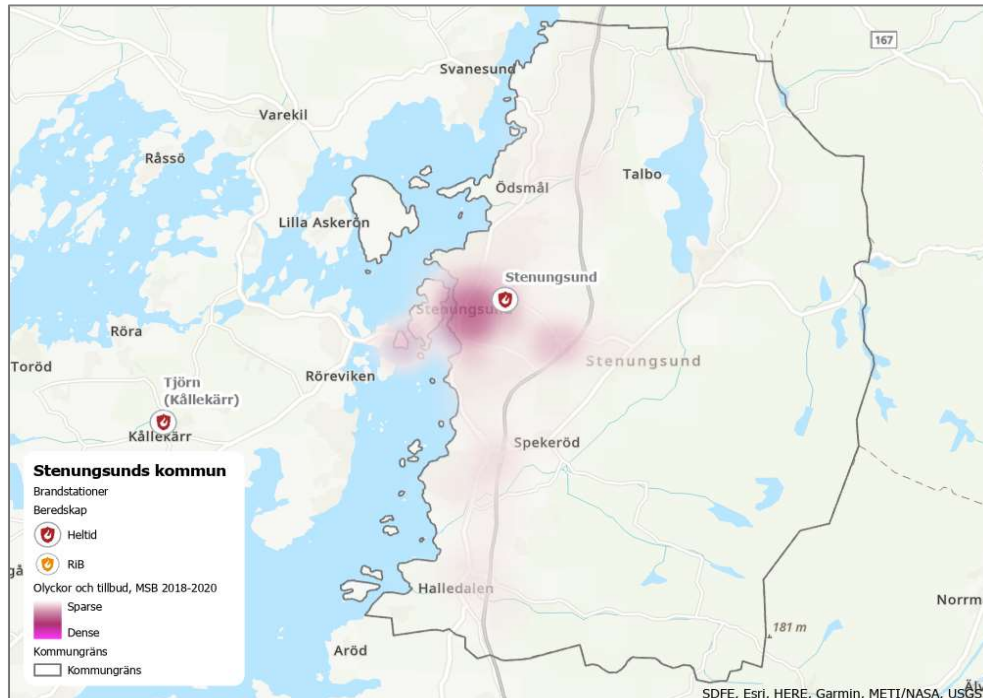 167
Svanesund
Varekil
Råssö
Talbo
Ödsmål
Lilla Askerön
Stenungsund
Stenungsund
Röra
Stenungsund
Toröd
Röreviken
Tjörn
(Kållekärr)
Kållekärr
Spekeröd
Stenungsunds kommun
Brandstationer
Beredskap
Heltid
RiB
Olyckor och tillbud, MSB 2018-2020
Sparse
Dense
Kommungräns
Kommungräns
Halledalen
Norrm
181 m
Aröd
SDFE, Esri, HERE, Garmin, METI/NASA, USGS